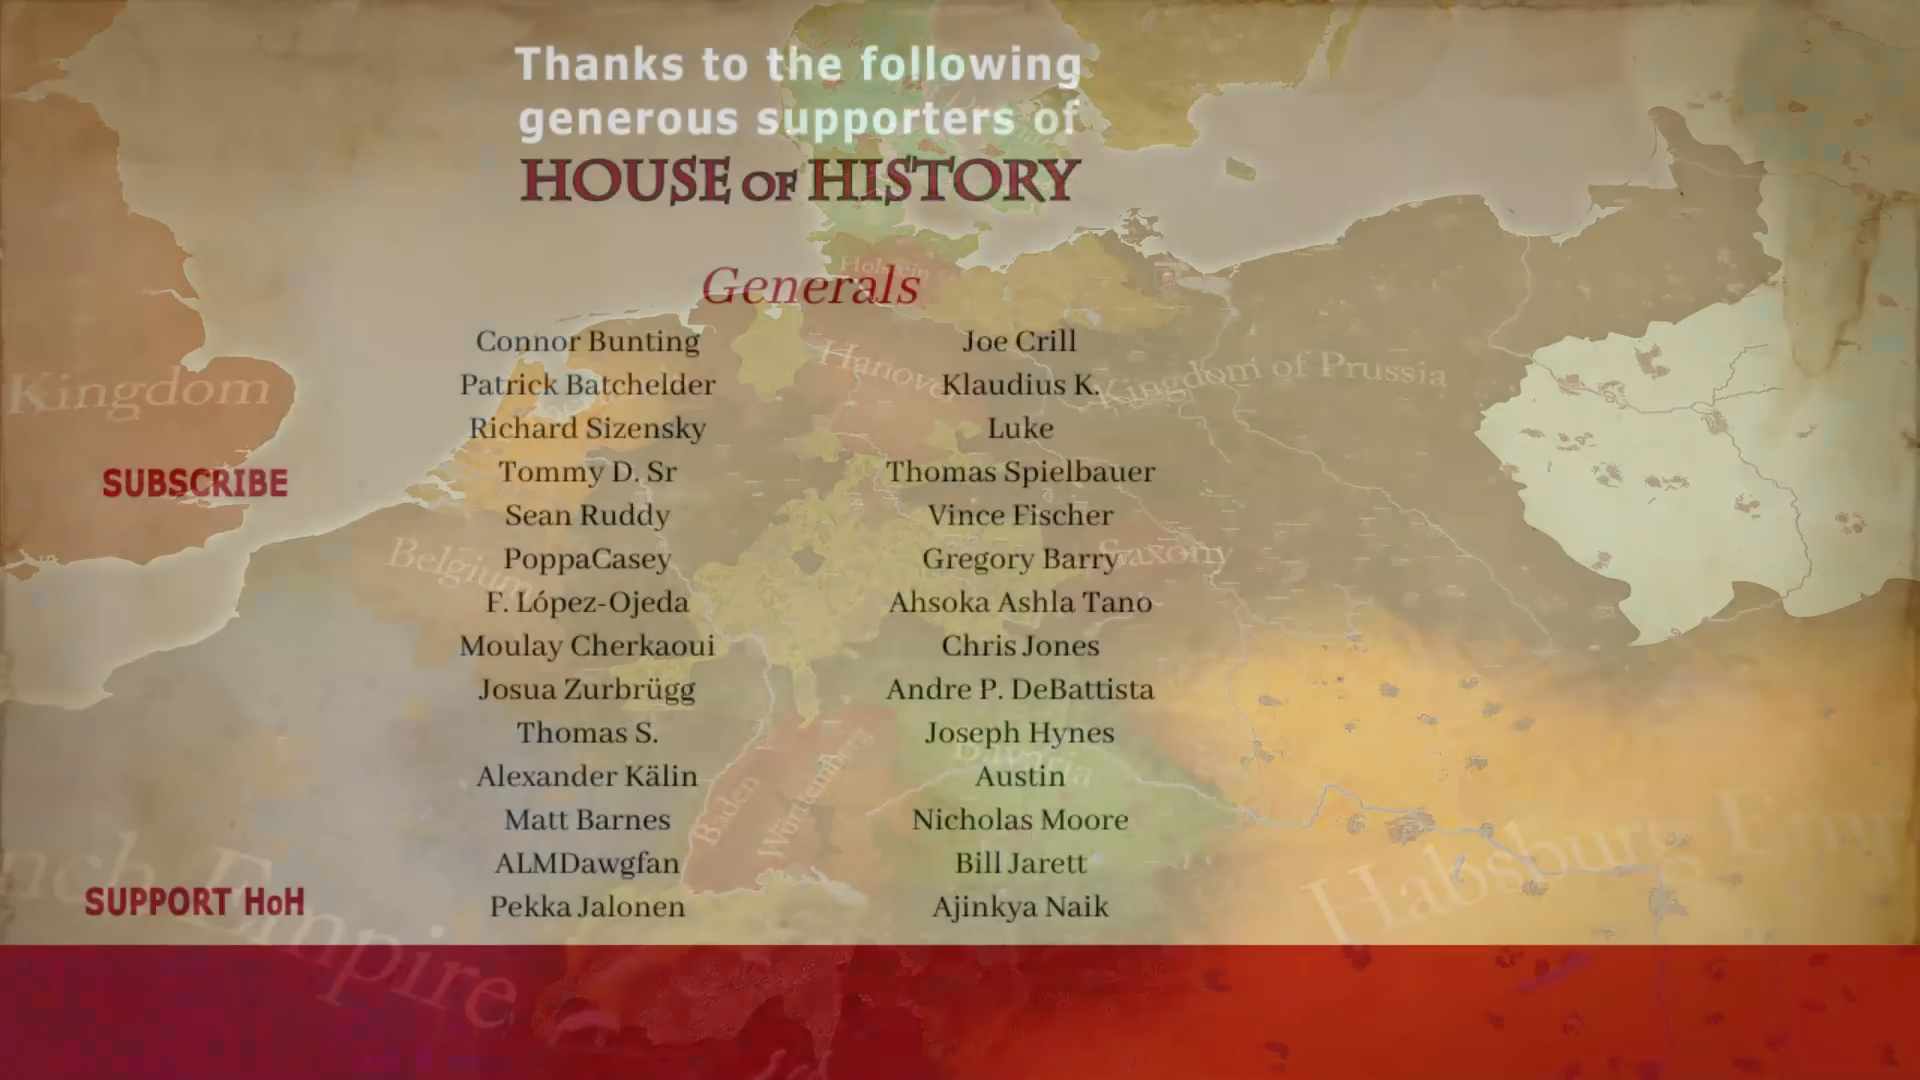 Thanks to the following
generous supporters of
HOUSE OF HISTORY
Generals
Connor Bunting
Patrick Batchelder
Richard Sizensky
Tommy D. Sr
Sean Ruddy
PoppaCasey
F. López-Ojeda
Moulay Cherkaoui
Josua Zurbrügg
Thomas S.
Alexander Kälin
Matt Barnes
ALMDawgfan
Pekka Jalonen
Joe Crill
Klaudius K.
Luke
Thomas Spielbauer
Vince Fischer
Gregory Barry
Ahsoka Ashla Tano
Chris Jones
Andre P. DeBattista
Joseph Hynes
Austin
Nicholas Moore
Bill Jarett
Ajinkya Naik
SUBSCRIBE
SUPPORT HoH
Kingdom
Holstein
Kingdom of Prussia
Belgium
Saxony
Baden
Württemberg
Empire
Habsburg